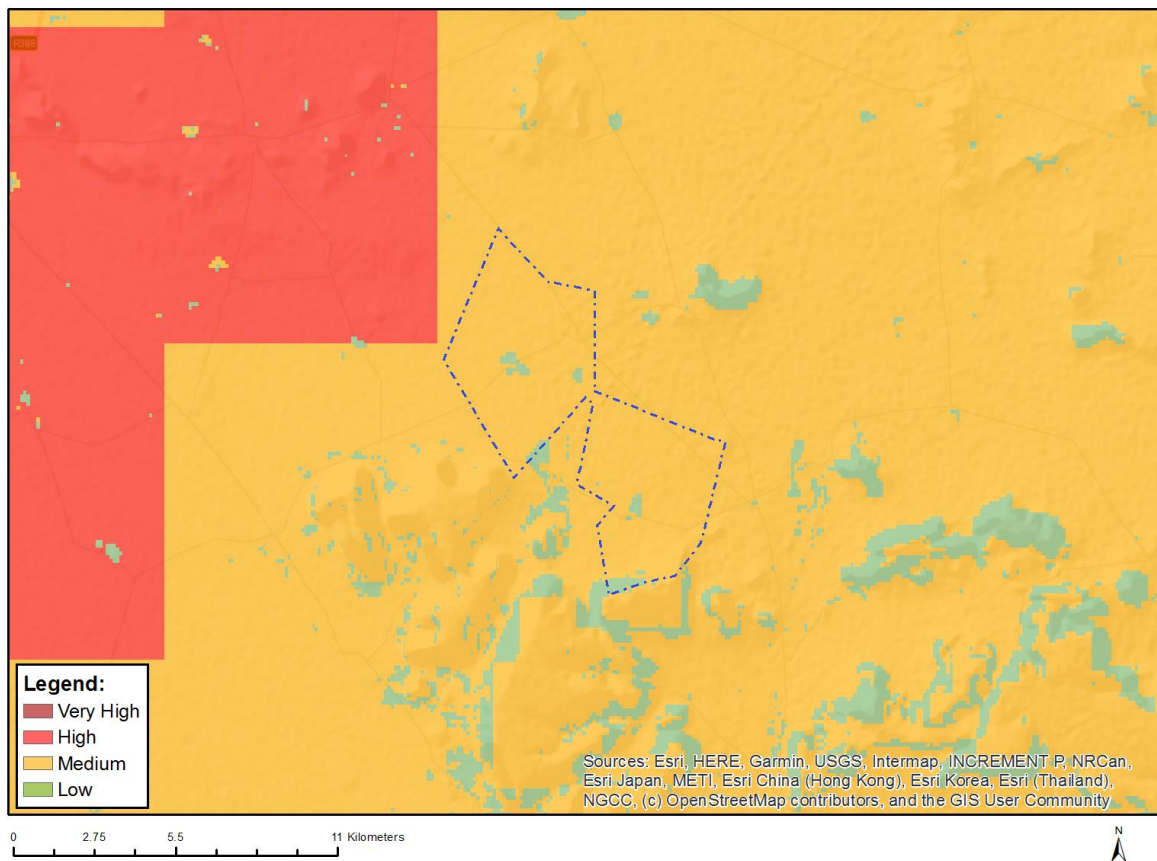 R388
Legend:
Very High
High
Medium
Low
Sources: Esri, HERE, Garmin, USGS, Intermap, INCREMENT P, NRCan,
Esri Japan, METI, Esri China (Hong Kong), Esri Korea, Esri (Thailand),
NGCC, (c) OpenStreetMap contributors, and the GIS User Community
0 2.75 5.5 11 Kilometers
N